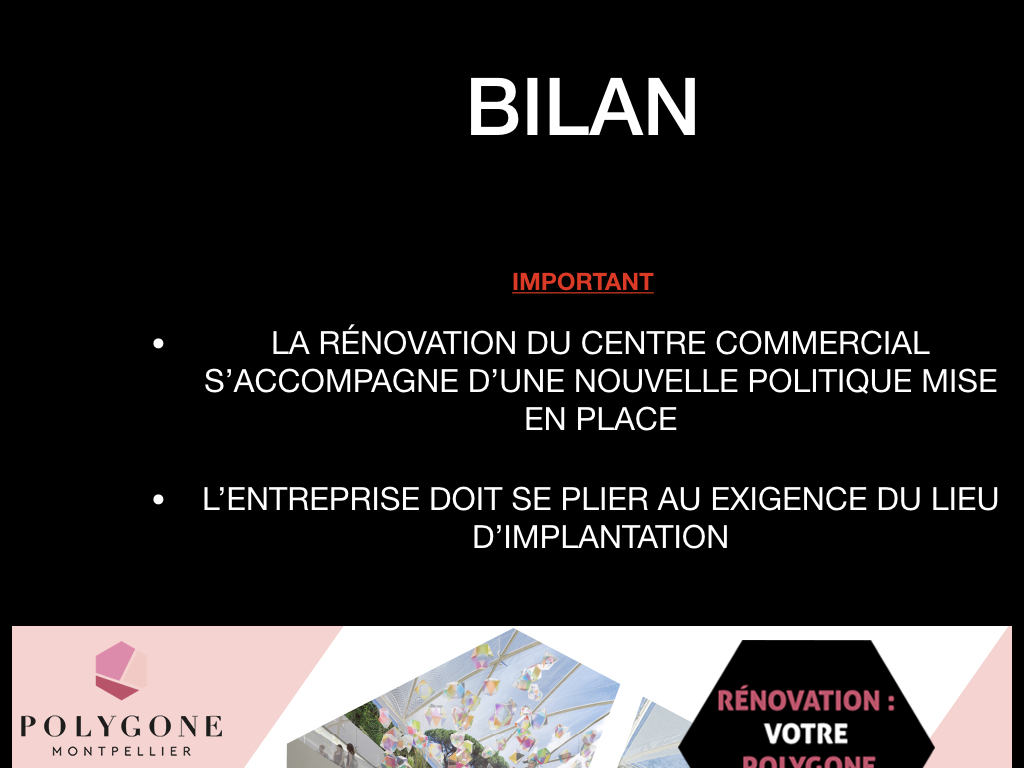 BILAN
IMPORTANT
• LA RÉNOVATION DU CENTRE COMMERCIAL
S’ACCOMPAGNE D’UNE NOUVELLE POLITIQUE MISE
EN PLACE
• L’ENTREPRISE DOIT SE PLIER AU EXIGENCE DU LIEU
D’IMPLANTATION
POLYGONE
MONTPELLIER
RÉNOVATION :
VOTRE
POLYGONE